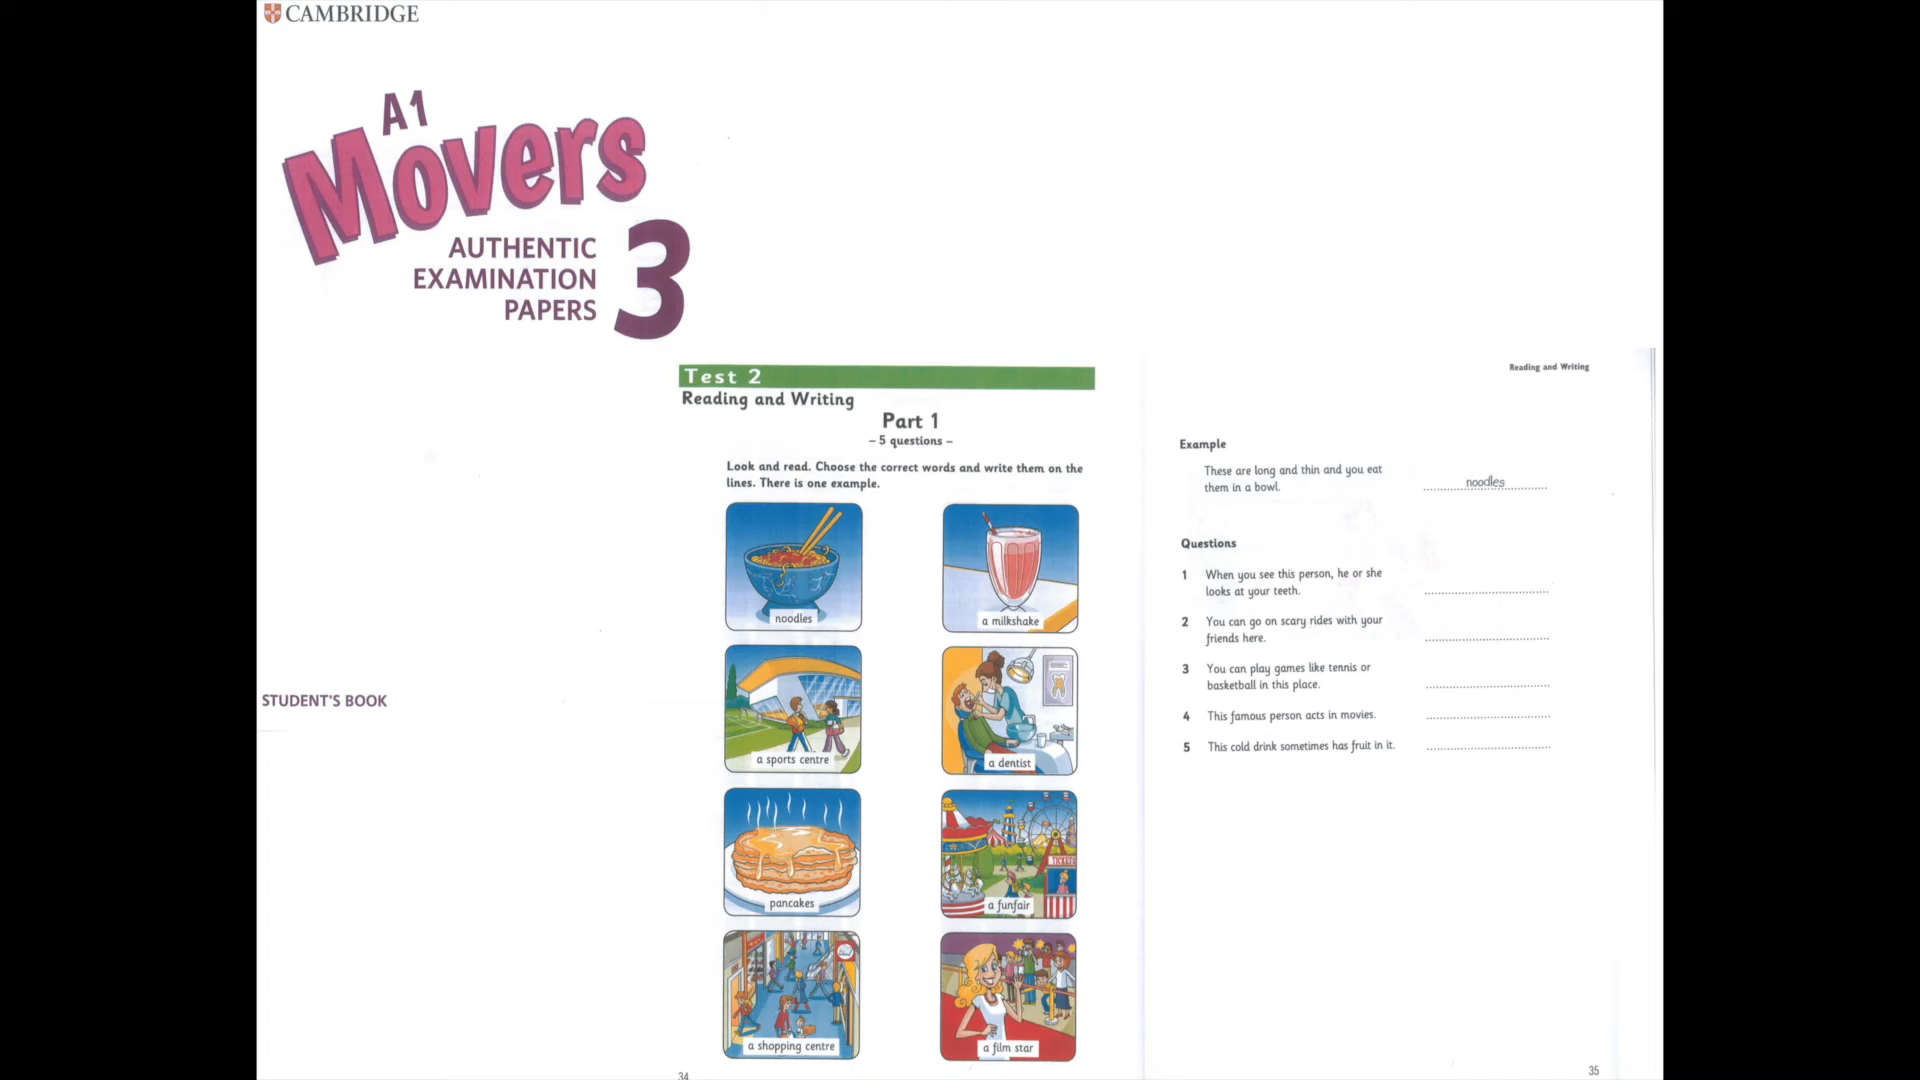 CAMBRIDGE
A1
Movers
AUTHENTIC
EXAMINATION
PAPERS
3
STUDENT'S BOOK
Test 2
Reading and Writing
Part 1
– 5 questions –
Look and read. Choose the correct words and write them on the
lines. There is one example.
noodles
a milkshake
a sports centre
a dentist
pancakes
TICKETS
a funfair
a shopping centre
a film star
34
Reading and Writing
Example
These are long and thin and you eat
them in a bowl.
noodles
Questions
1 When you see this person, he or she
looks at your teeth.
2 You can go on scary rides with your
friends here.
3 You can play games like tennis or
basketball in this place.
4 This famous person acts in movies.
5 This cold drink sometimes has fruit in it.
35